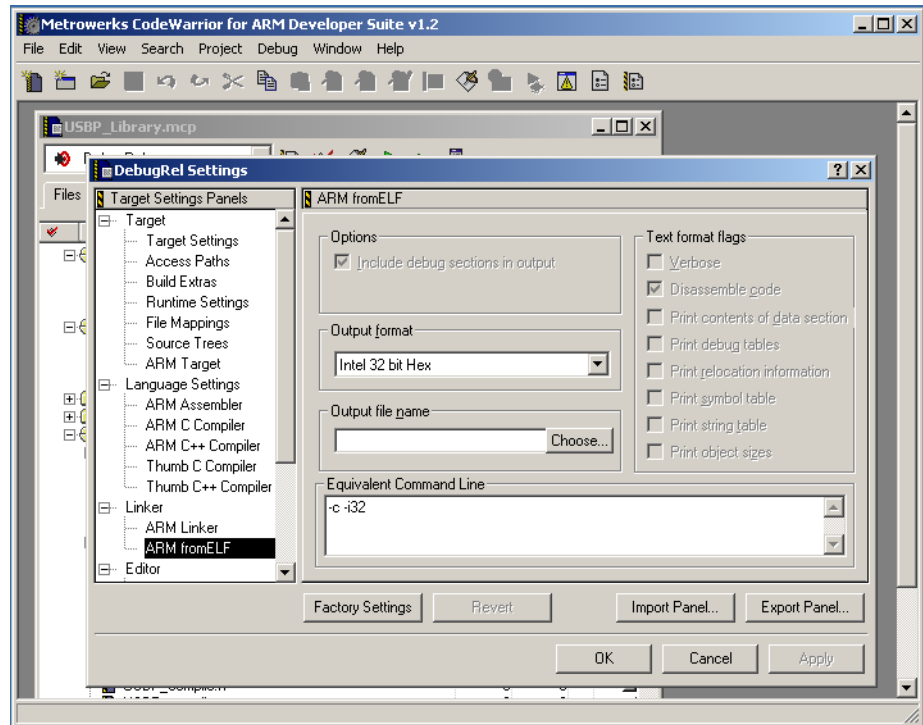 Metrowerks CodeWarrior for ARM Developer Suite v1.2
File Edit View Search Project Debug Window Help
USBP_Library.mcp
Files
DebugRel Settings
Target Settings Panels
Target
Target Settings
Access Paths
Build Extras
Runtime Settings
File Mappings
Source Trees
ARM Target
Language Settings
ARM Assembler
ARM C Compiler
ARM C++ Compiler
Thumb C Compiler
Thumb C++ Compiler
Linker
ARM Linker
ARM fromELF
Editor
ARM fromELF
Options
Include debug sections in output
Output format
Intel 32 bit Hex
Output file name
Choose...
Text format flags
Verbose
Disassemble code
Print contents of data section
Print debug tables
Print relocation information
Print symbol table
Print string table
Print object sizes
Equivalent Command Line
-c -i32
Factory Settings
Revert
Import Panel...
Export Panel...
OK
Cancel
Apply